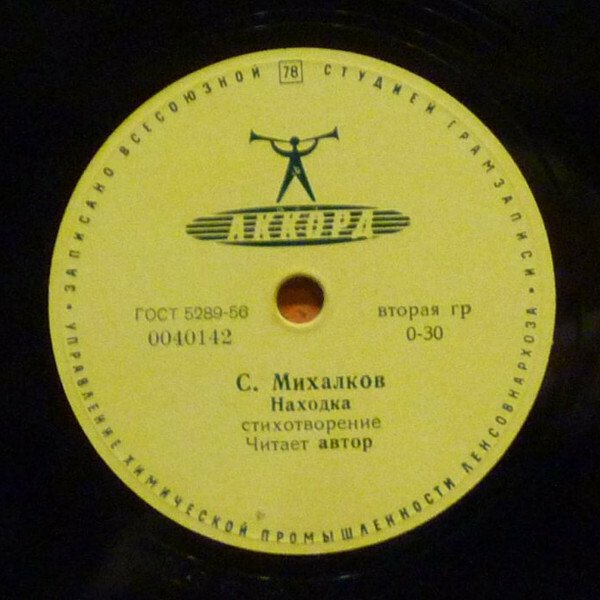 ЗАПИСАНО ВСЕСОЮЗНОЙ 78 СТУДИЕЙ ГРАМЗАПИСИ
АККОРД
ГОСТ 5289-56
0040142
вторая гр
0-30
С. Михалков
Находка
стихотворение
Читает автор
УПРАВЛЕНИЕ ХИМИЧЕСКОЙ ПРОМЫШЛЕННОСТИ ЛЕНСОВНАРХОЗА